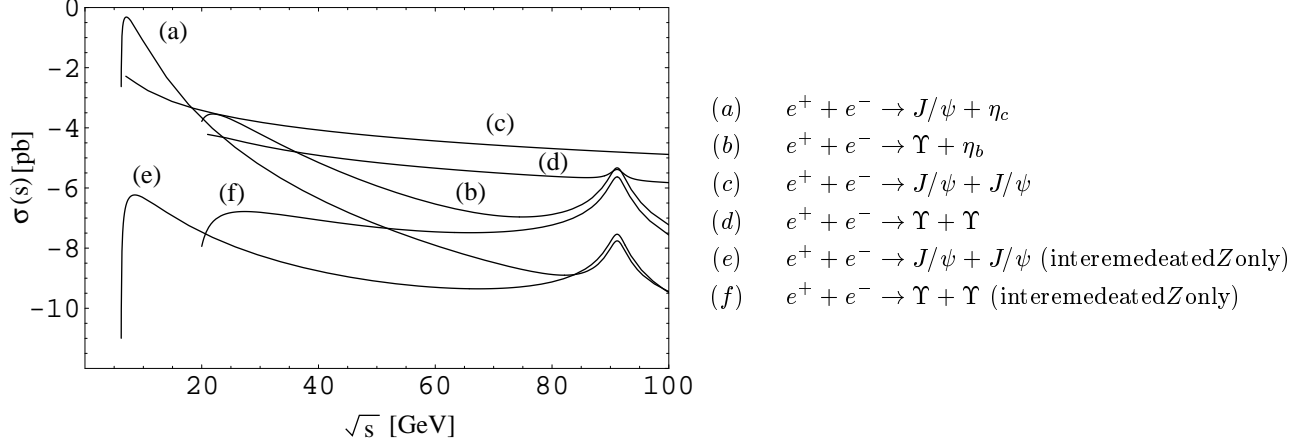 0
−2
−4
−6
−8
−10
σ(s) [pb]
20
40
60
80
100
√s [GeV]
(a)
(c)
(d)
(b)
(e)
(f)
(a) e⁺ + e⁻ → J/ψ + η_c
(b) e⁺ + e⁻ → Υ + η_b
(c) e⁺ + e⁻ → J/ψ + J/ψ
(d) e⁺ + e⁻ → Υ + Υ
(e) e⁺ + e⁻ → J/ψ + J/ψ (interemedeatedZonly)
(f) e⁺ + e⁻ → Υ + Υ (interemedeatedZonly)